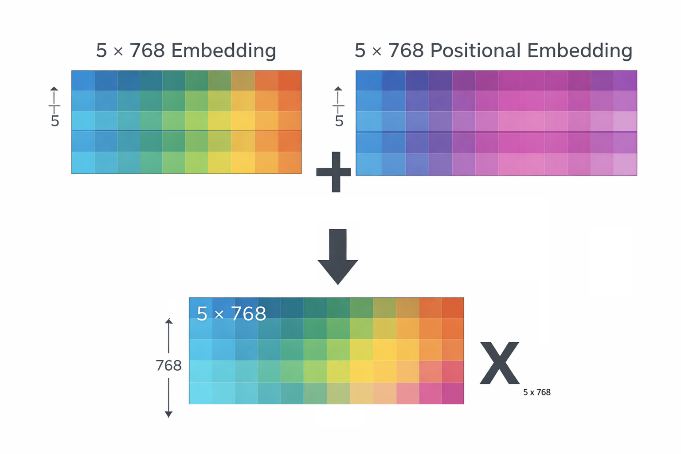 5 × 768 Embedding
5 × 768 Positional Embedding
5
5
+
5 × 768
768
X
5 x 768